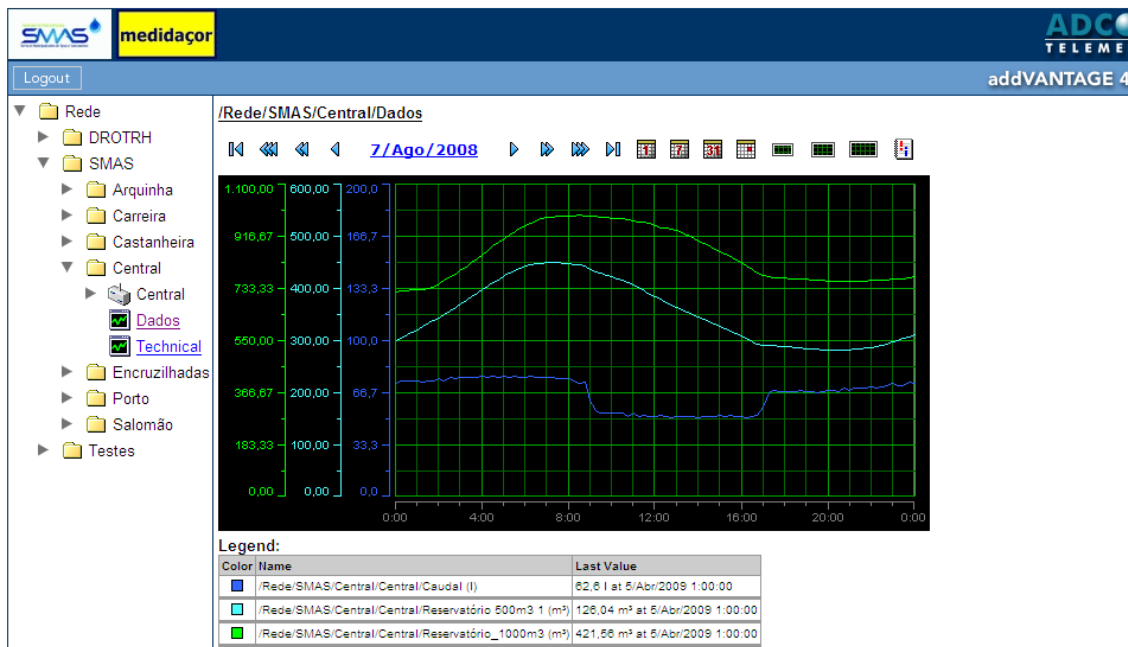 SMAS
medidaçor
ADCO
TELEME
Logout
addVANTAGE 4
Rede
DROTRH
SMAS
Arquinha
Carreira
Castanheira
Central
Central
Dados
Technical
Encruzilhadas
Porto
Salomão
Testes
/Rede/SMAS/Central/Dados
7/Ago/2008
1 7 31
1.100,00 600,00 200,0
916,67 500,00 166,7
733,33 400,00 133,3
550,00 300,00 100,0
366,67 200,00 66,7
183,33 100,00 33,3
0,00 0,00 0,0
0:00 4:00 8:00 12:00 16:00 20:00 0:00
Legend:
Color Name Last Value
/Rede/SMAS/Central/Central/Caudal (l) 62,6 l at 5/Abr/2009 1:00:00
/Rede/SMAS/Central/Central/Reservatório 500m3 1 (m³) 126,04 m³ at 5/Abr/2009 1:00:00
/Rede/SMAS/Central/Central/Reservatório_1000m3 (m³) 421,56 m³ at 5/Abr/2009 1:00:00